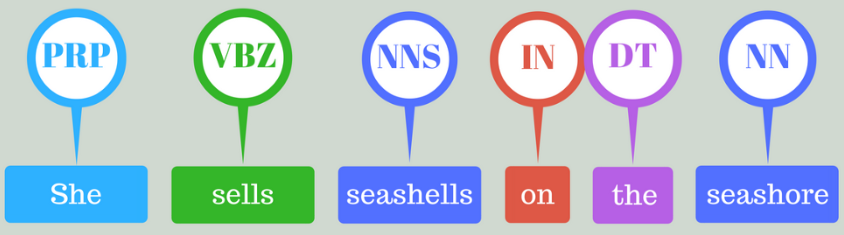 PRP VBZ NNS IN DT NN
She sells seashells on the seashore